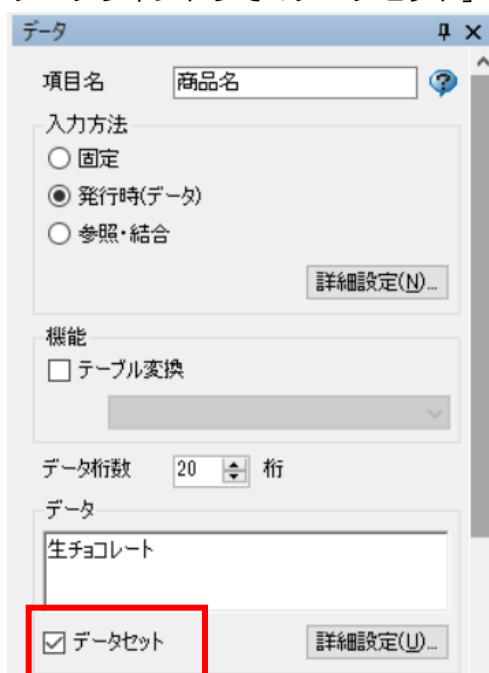 データ
項目名 商品名
入力方法
固定
発行時(データ)
参照・結合
詳細設定(N)...
機能
テーブル変換
データ桁数 20 桁
データ
生チョコレート
データセット 詳細設定(U)...